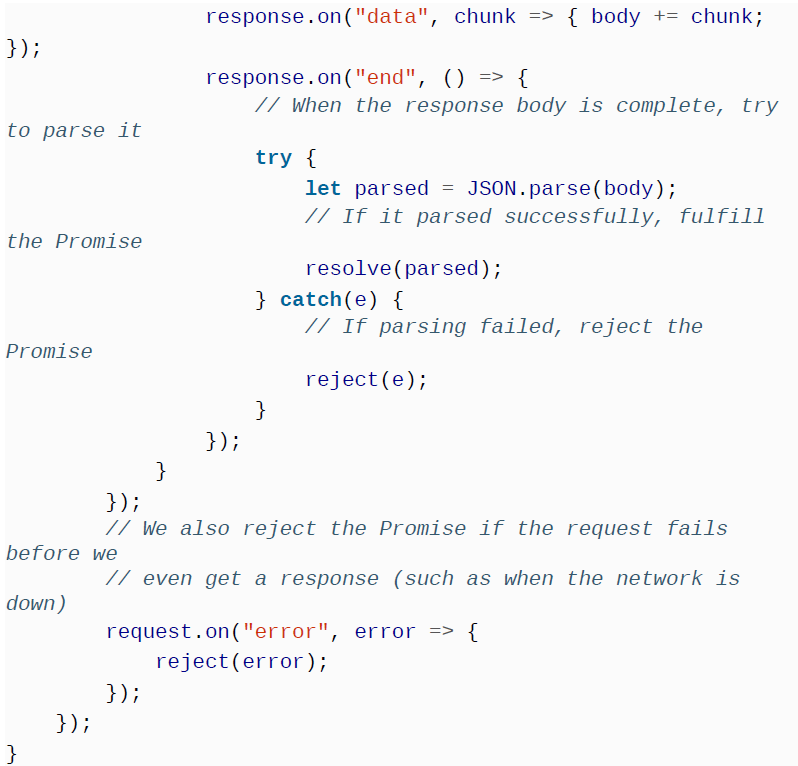 response.on("data", chunk => { body += chunk;
});
                response.on("end", () => {
                    // When the response body is complete, try
to parse it
                    try {
                        let parsed = JSON.parse(body);
                        // If it parsed successfully, fulfill
the Promise
                        resolve(parsed);
                    } catch(e) {
                        // If parsing failed, reject the
Promise
                        reject(e);
                    }
                });
            }
        });
        // We also reject the Promise if the request fails
before we
        // even get a response (such as when the network is
down)
        request.on("error", error => {
            reject(error);
        });
    });
}